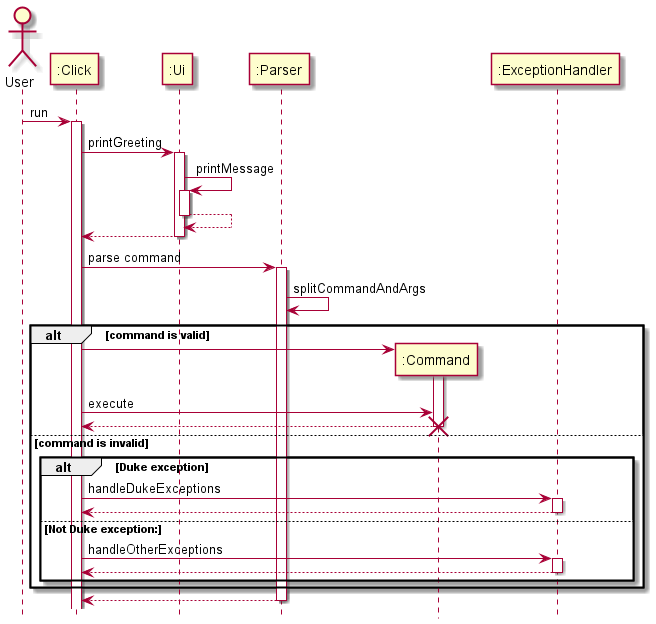 User
:Click
:Ui
:Parser
:ExceptionHandler
run
printGreeting
printMessage
parse command
splitCommandAndArgs
alt
[command is valid]
:Command
execute
[command is invalid]
alt
[Duke exception]
handleDukeExceptions
[Not Duke exception:]
handleOtherExceptions